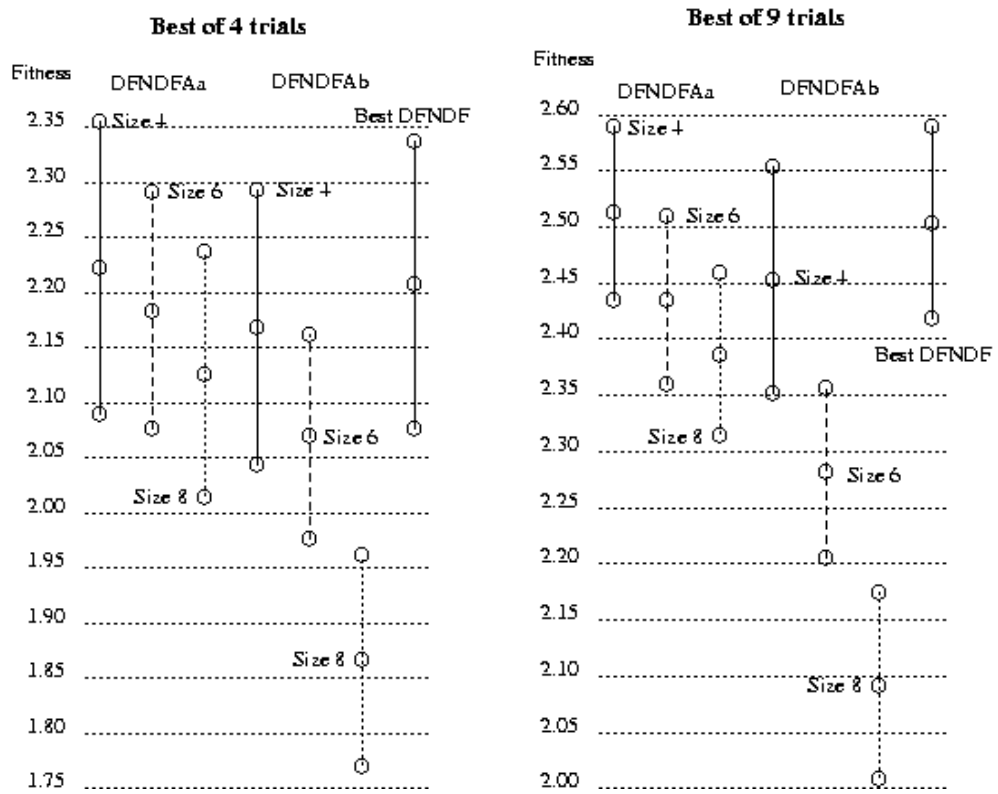 Best of 4 trials
Fitness
DFNDFAa
DFNDFAb
Best DFNDF
2.35
Size 4
2.30
Size 6
Size 4
2.25
2.20
2.15
2.10
Size 6
2.05
Size 8
2.00
1.95
1.90
Size 8
1.85
1.80
1.75
Best of 9 trials
Fitness
DFNDFAa
DFNDFAb
2.60
Size 4
2.55
Size 6
2.50
2.45
Size 4
2.40
Best DFNDF
2.35
Size 8
2.30
Size 6
2.25
2.20
2.15
2.10
Size 8
2.05
2.00